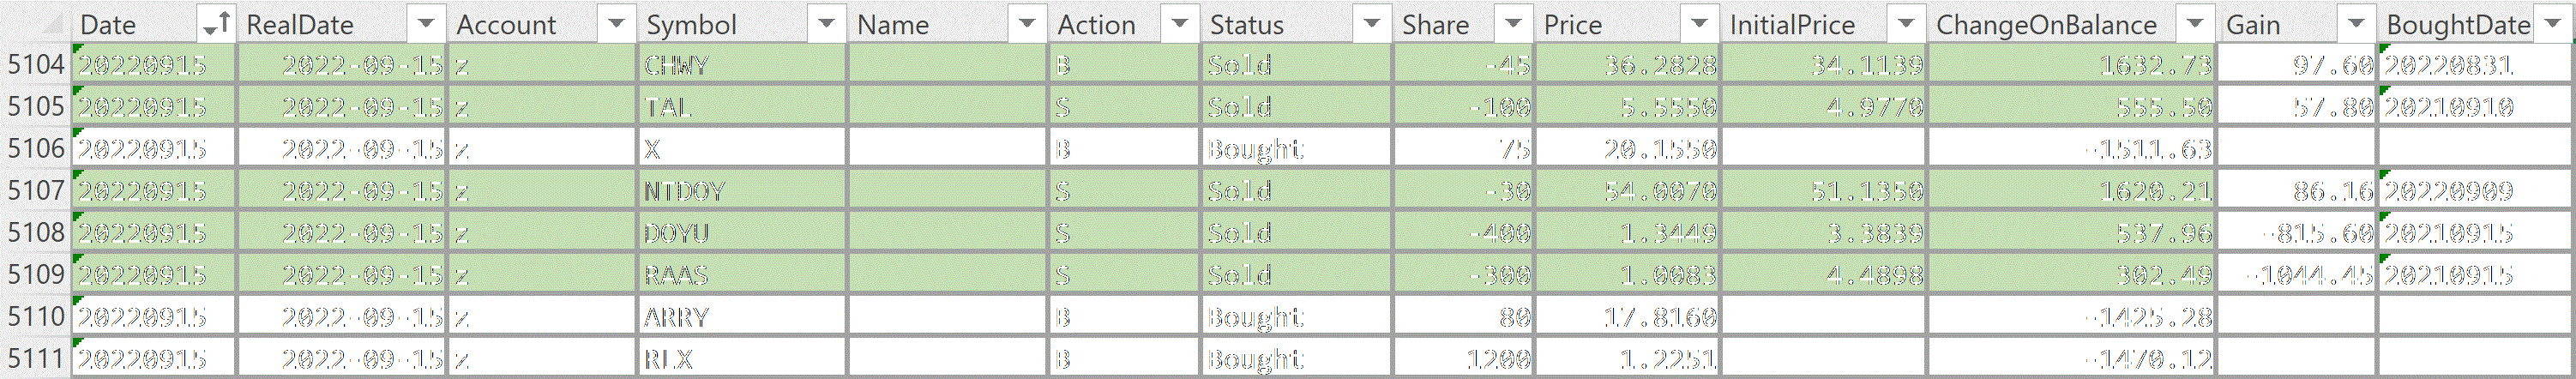 Date RealDate Account Symbol Name Action Status Share Price InitialPrice ChangeOnBalance Gain BoughtDate
5104 20220915 2022-09-15 z CHWY B Sold -45 36.2828 34.1139 1632.73 97.60 20220831
5105 20220915 2022-09-15 z TAL S Sold -100 5.5550 4.9770 555.50 57.80 20210910
5106 20220915 2022-09-15 z X B Bought 75 20.1550 -1511.63
5107 20220915 2022-09-15 z NTDOY S Sold -30 54.0070 51.1350 1620.21 86.16 20220909
5108 20220915 2022-09-15 z DOYU S Sold -400 1.3449 3.3839 537.96 -815.60 20210915
5109 20220915 2022-09-15 z RAAS S Sold -300 1.0083 4.4898 302.49 -1044.45 20210915
5110 20220915 2022-09-15 z ARRY B Bought 80 17.8160 -1425.28
5111 20220915 2022-09-15 z RLX B Bought 1200 1.2251 -1470.12